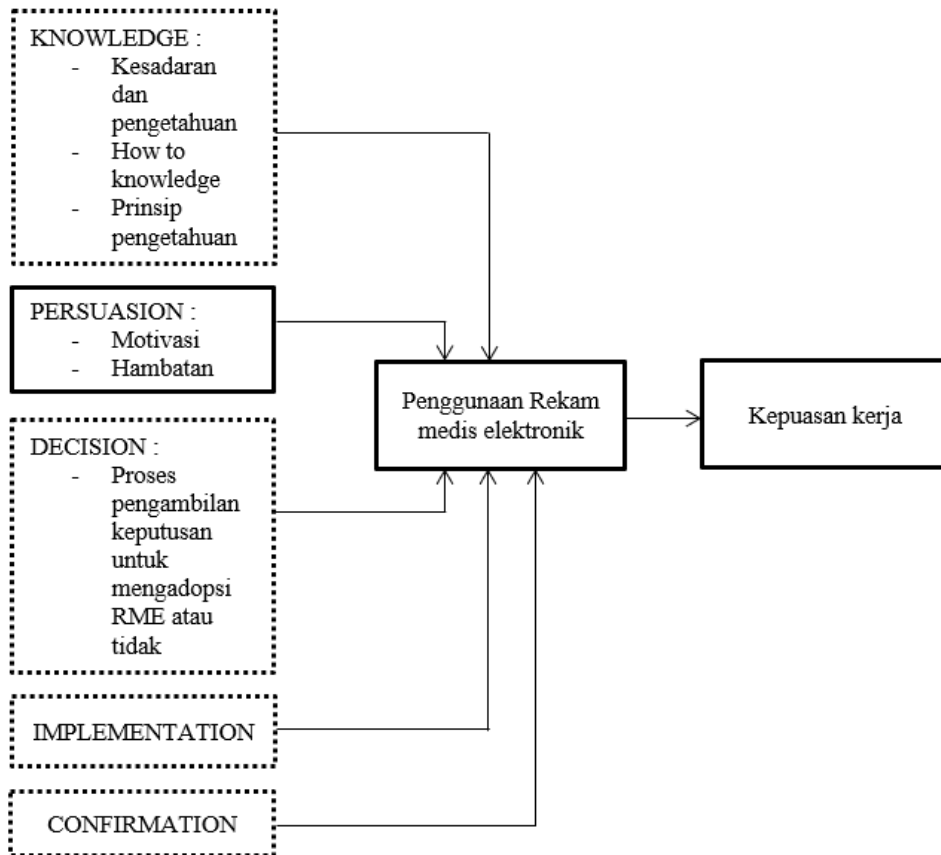 KNOWLEDGE :
- Kesadaran
dan
pengetahuan
- How to
knowledge
- Prinsip
pengetahuan
PERSUASION :
- Motivasi
- Hambatan
DECISION :
- Proses
pengambilan
keputusan
untuk
mengadopsi
RME atau
tidak
IMPLEMENTATION
CONFIRMATION
Penggunaan Rekam
medis elektronik
Kepuasan kerja